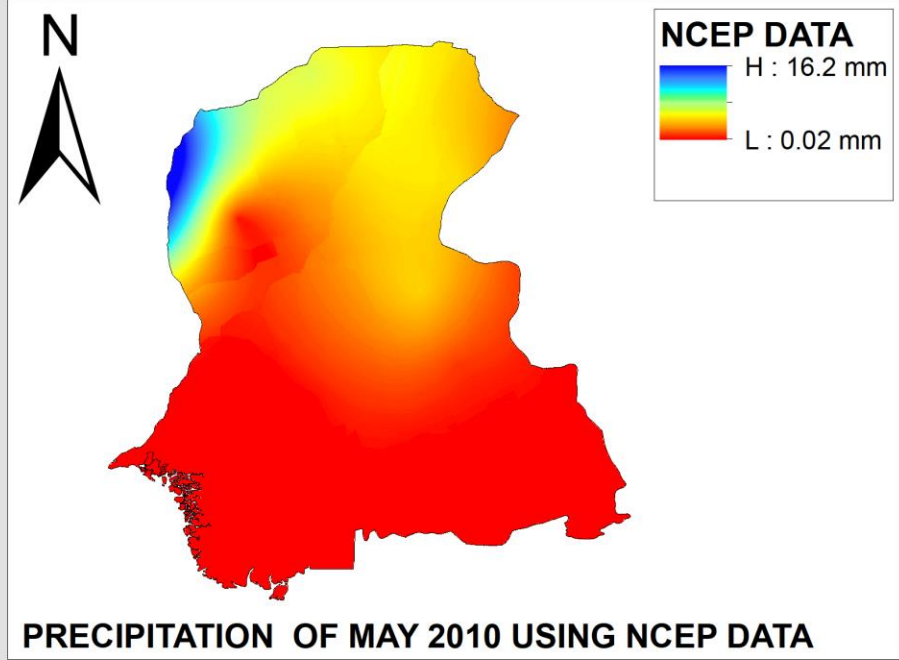 N
NCEP DATA
H : 16.2 mm
L : 0.02 mm
PRECIPITATION OF MAY 2010 USING NCEP DATA